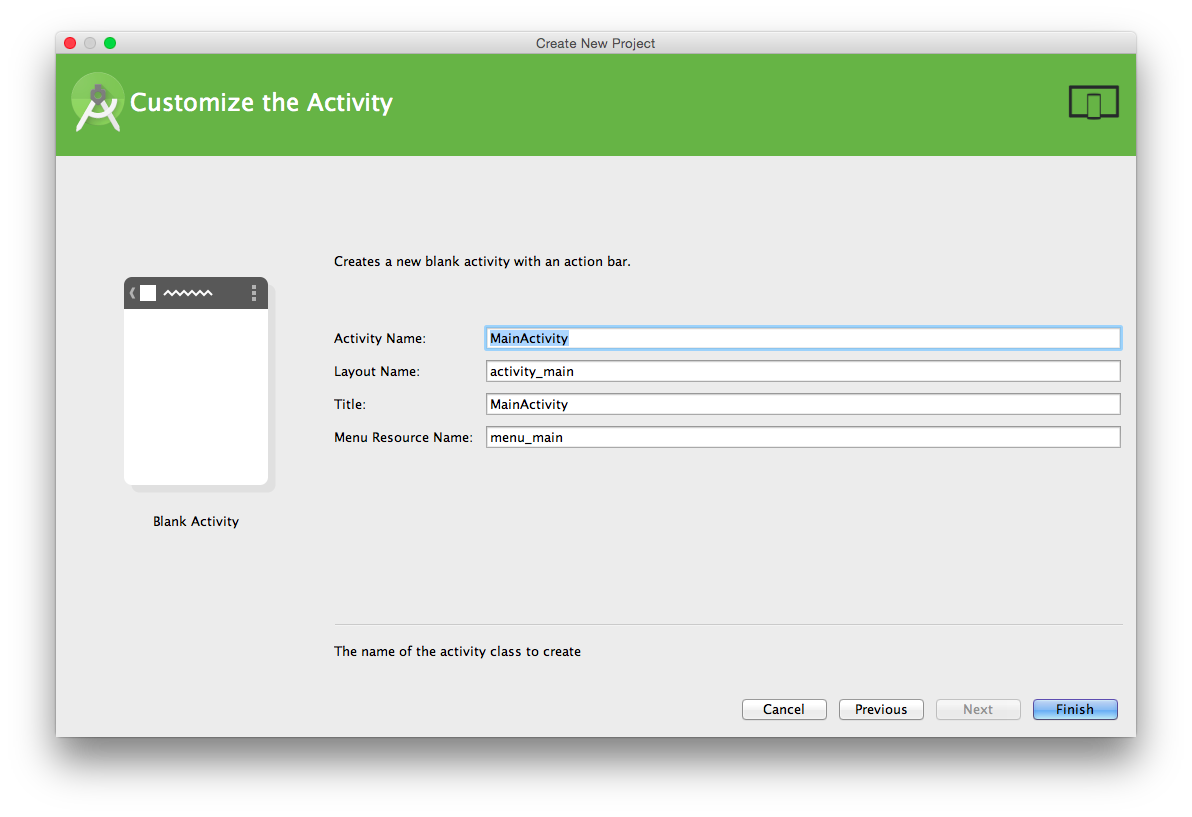 Create New Project
Customize the Activity
Creates a new blank activity with an action bar.
Activity Name: MainActivity
Layout Name: activity_main
Title: MainActivity
Menu Resource Name: menu_main
Blank Activity
The name of the activity class to create
Cancel Previous Next Finish